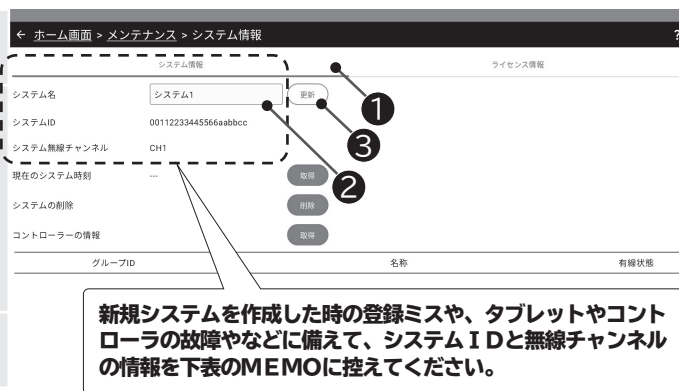 ← ホーム画面 > メンテナンス > システム情報 ?
システム情報 ライセンス情報
システム名 システム1 更新
システムID 00112233445566aabbcc
システム無線チャンネル CH1
現在のシステム時刻 --- 取得
システムの削除 削除
コントローラーの情報 取得
グループID 名称 有線状態
1
3
2
新規システムを作成した時の登録ミスや、タブレットやコント
ローラの故障やなどに備えて、システムＩＤと無線チャンネル
の情報を下表のMEMOに控えてください。